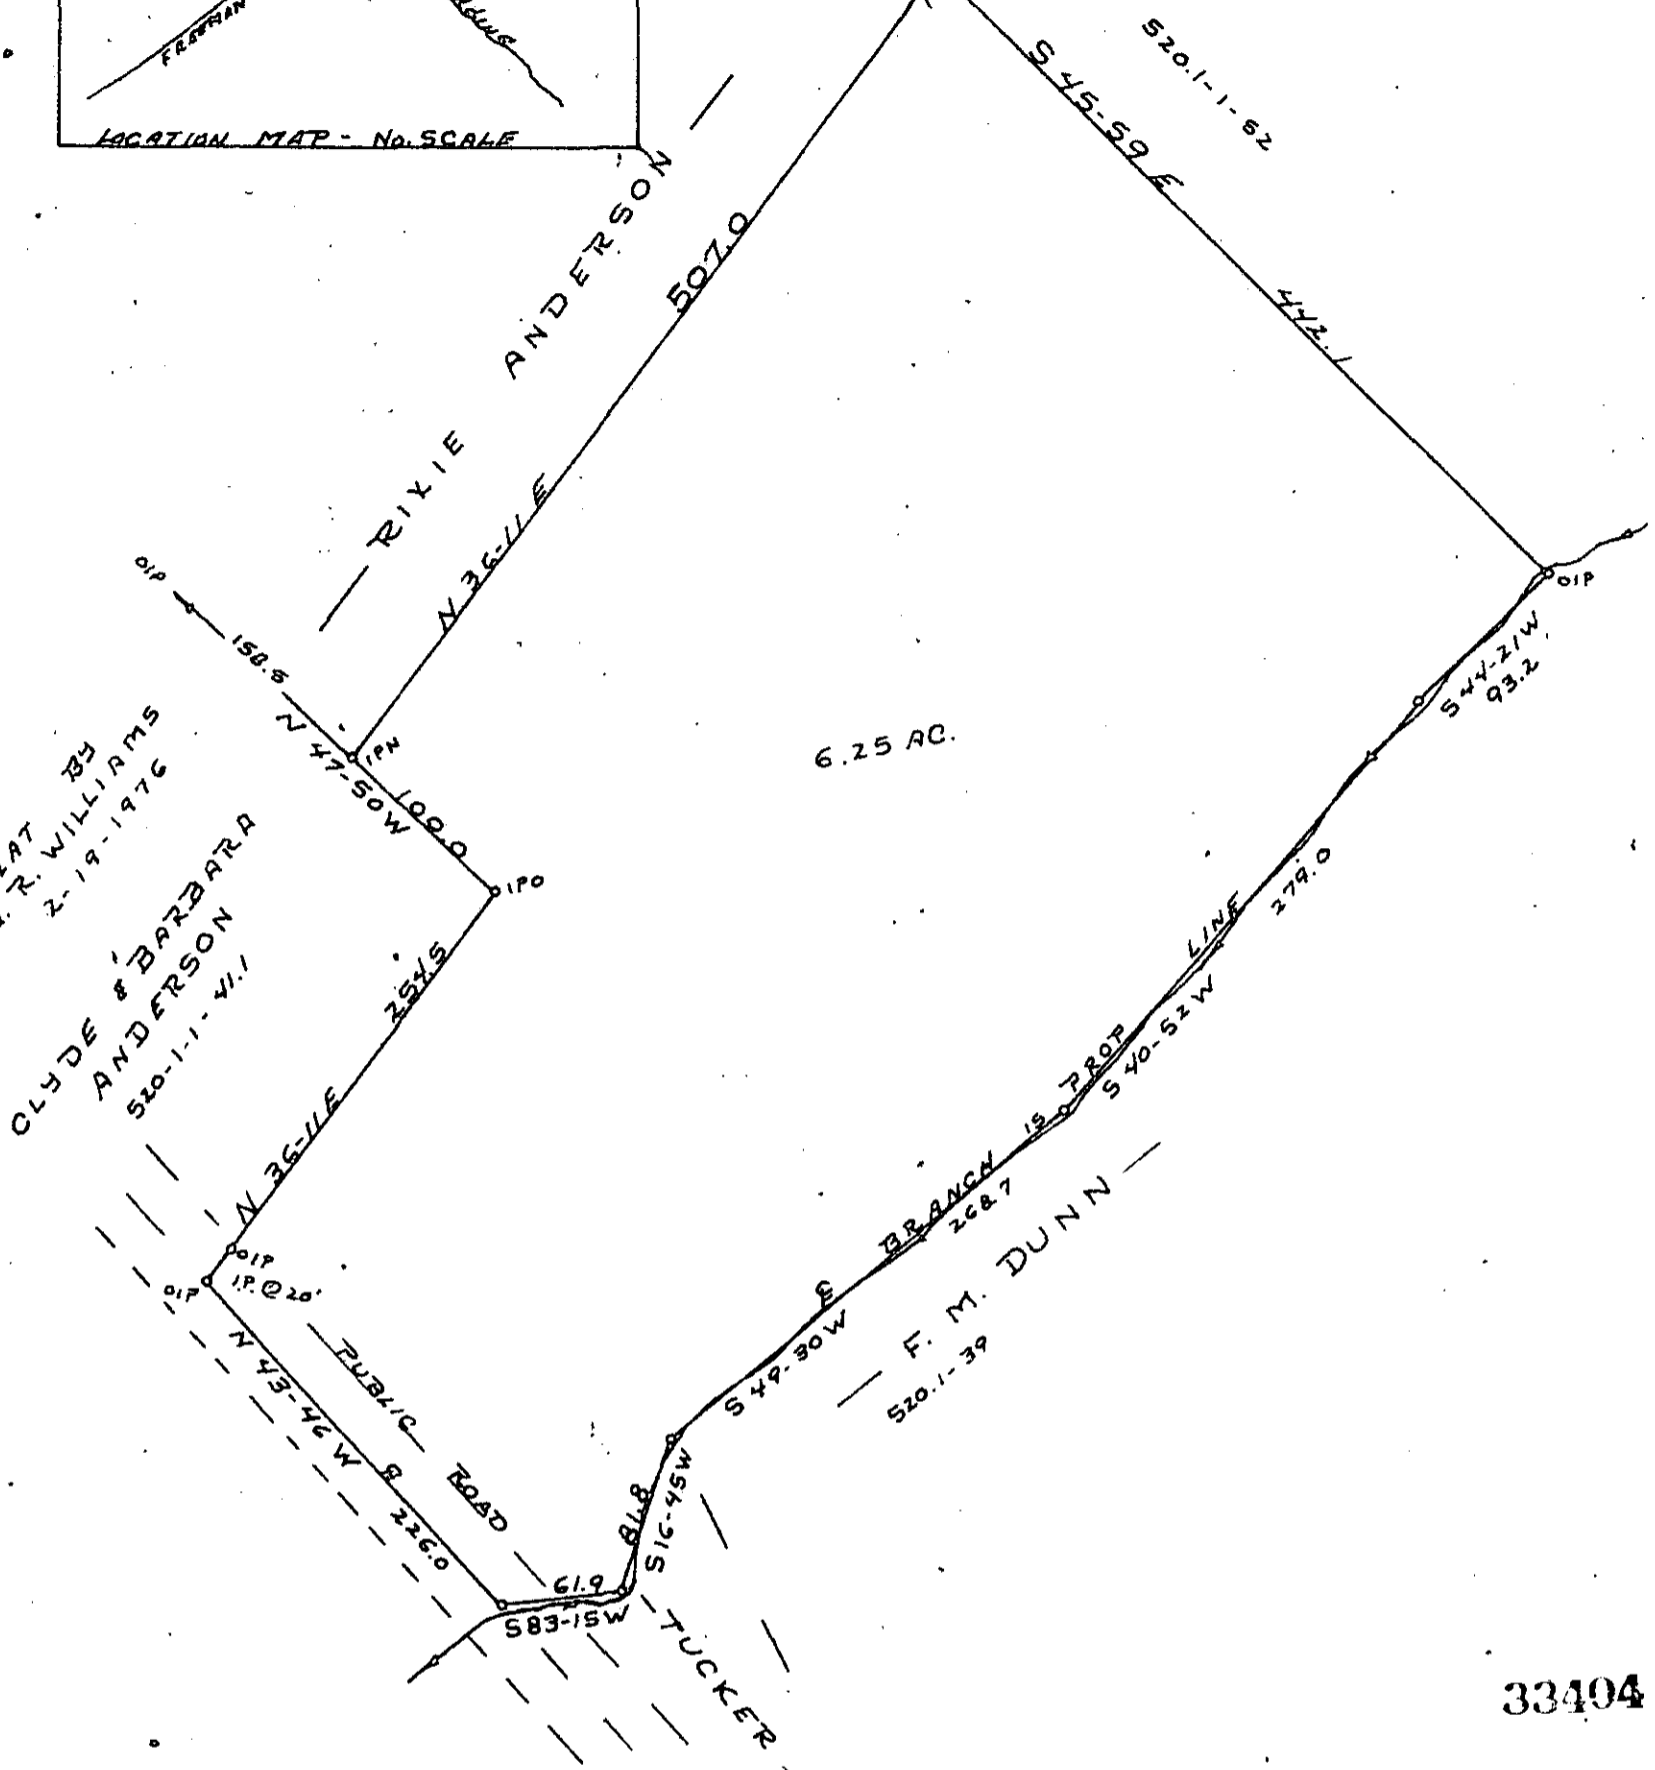 FREEMAN
LOCATION MAP - No. SCALE
520.1-1-52
S 45-59 E
442.1
RIXIE ANDERSON
507.0
N 36-11 E
OIP
158.5
N 47-50 W
IPN
100.0
IPO
6.25 AC.
OIP
S 44-21 W
93.2
BY
R. WILLIAMS
2-19-1976
CLYDE & BARBARA
ANDERSON
520-1-1-41.1
254.5
N 36-11 E
OIP
I.P. @ 20'
OIP
279.0
S 40-52 W
℄ BRANCH IS PROP LINE
268.7
S 49-30 W
F. M. DUNN
520.1-39
N 43-46 W
226.0
PUBLIC ROAD
81.8
S 16-45 W
61.9
S 83-15 W
TUCKER
33404